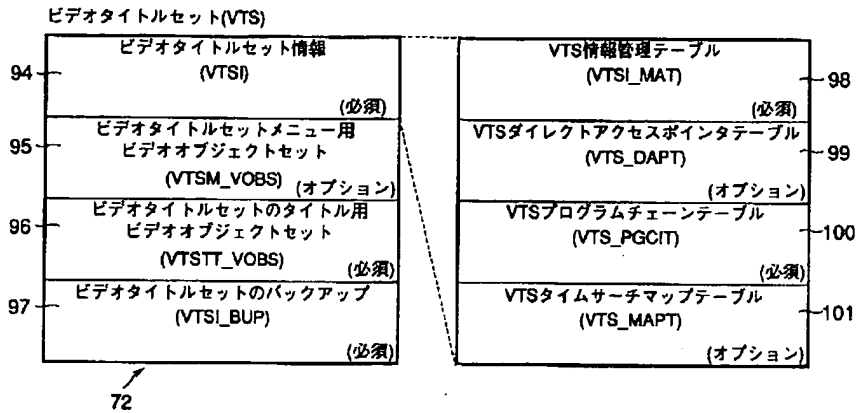 ビデオタイトルセット(VTS)
94
ビデオタイトルセット情報
(VTSI)
(必須)
95
ビデオタイトルセットメニュー用
ビデオオブジェクトセット
(VTSM_VOBS)
(オプション)
96
ビデオタイトルセットのタイトル用
ビデオオブジェクトセット
(VTSTT_VOBS)
(必須)
97
ビデオタイトルセットのバックアップ
(VTSI_BUP)
(必須)
72
VTS情報管理テーブル
(VTSI_MAT)
(必須)
98
VTSダイレクトアクセスポインタテーブル
(VTS_DAPT)
(オプション)
99
VTSプログラムチェーンテーブル
(VTS_PGCIT)
(必須)
100
VTSタイムサーチマップテーブル
(VTS_MAPT)
(オプション)
101